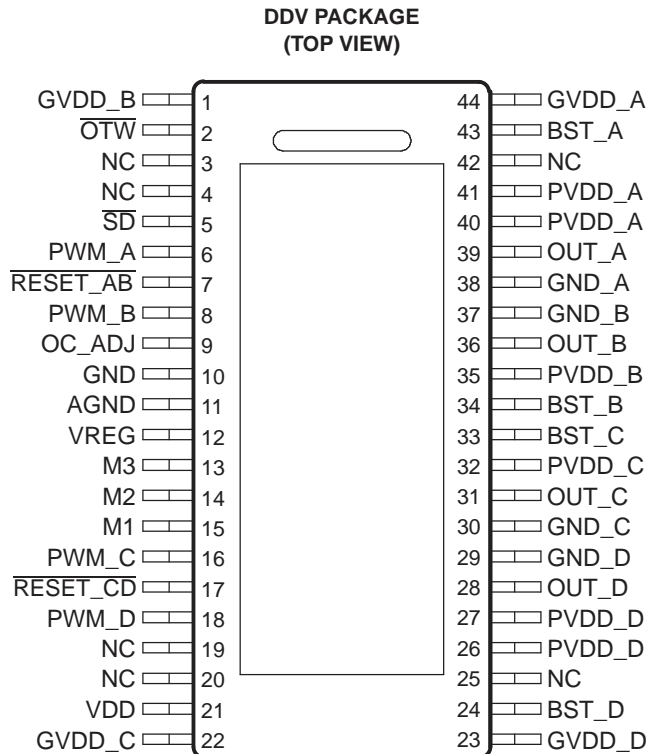 DDV PACKAGE
(TOP VIEW)
GVDD_B 1 44 GVDD_A
OTW 2 43 BST_A
NC 3 42 NC
NC 4 41 PVDD_A
SD 5 40 PVDD_A
PWM_A 6 39 OUT_A
RESET_AB 7 38 GND_A
PWM_B 8 37 GND_B
OC_ADJ 9 36 OUT_B
GND 10 35 PVDD_B
AGND 11 34 BST_B
VREG 12 33 BST_C
M3 13 32 PVDD_C
M2 14 31 OUT_C
M1 15 30 GND_C
PWM_C 16 29 GND_D
RESET_CD 17 28 OUT_D
PWM_D 18 27 PVDD_D
NC 19 26 PVDD_D
NC 20 25 NC
VDD 21 24 BST_D
GVDD_C 22 23 GVDD_D